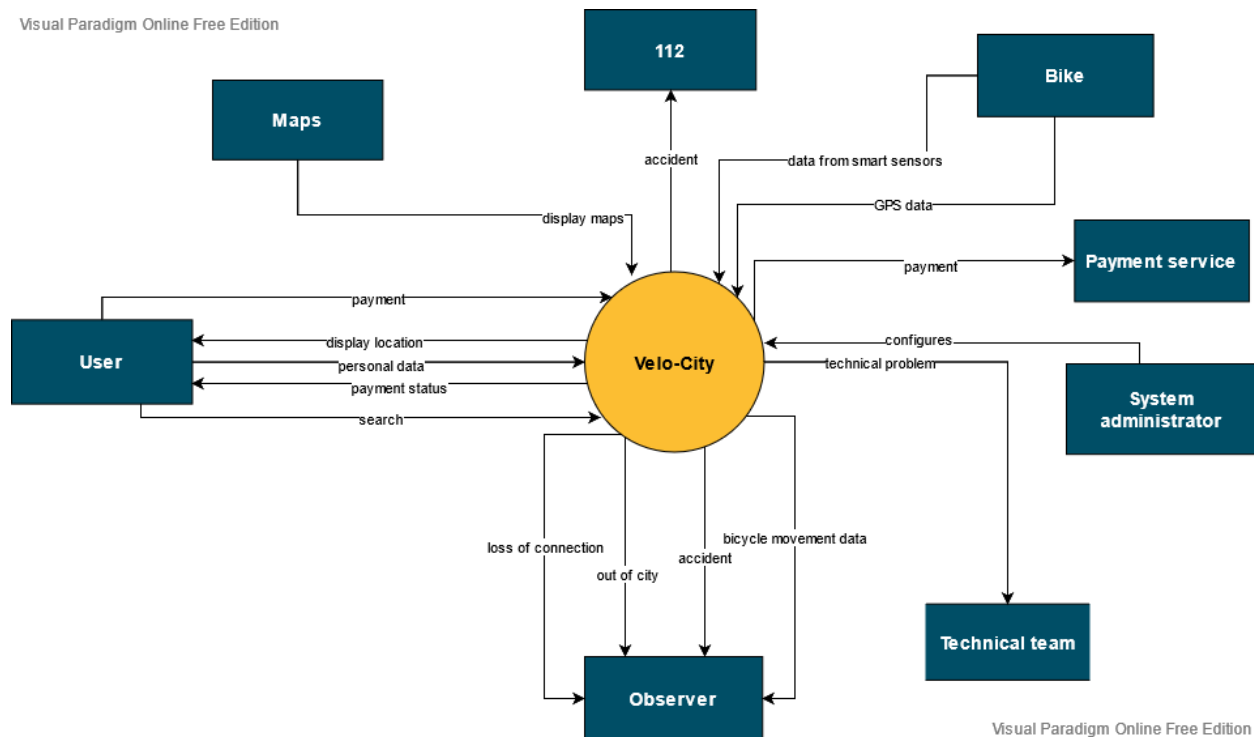 Visual Paradigm Online Free Edition
112
Bike
Maps
accident
data from smart sensors
GPS data
display maps
Payment service
payment
payment
User
display location
personal data
payment status
search
Velo-City
configures
technical problem
System
administrator
loss of connection
out of city
accident
bicycle movement data
Technical team
Observer
Visual Paradigm Online Free Edition